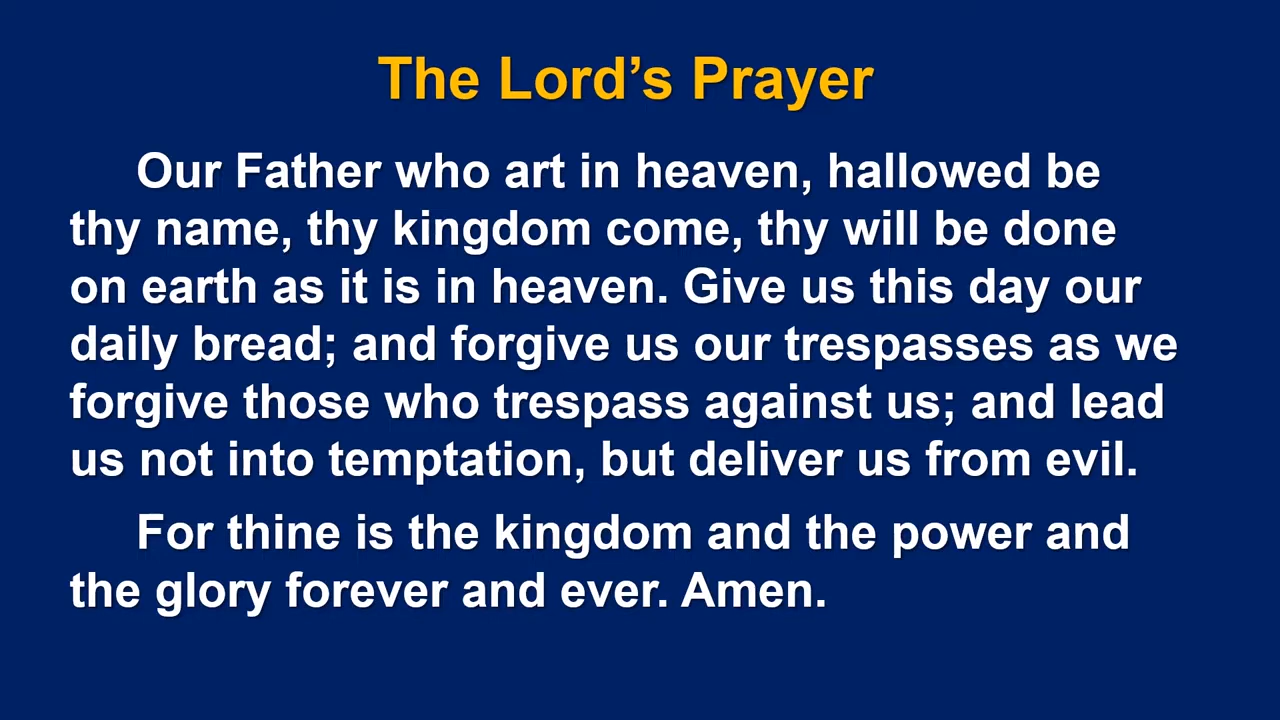 The Lord’s Prayer
Our Father who art in heaven, hallowed be
thy name, thy kingdom come, thy will be done
on earth as it is in heaven. Give us this day our
daily bread; and forgive us our trespasses as we
forgive those who trespass against us; and lead
us not into temptation, but deliver us from evil.
For thine is the kingdom and the power and
the glory forever and ever. Amen.